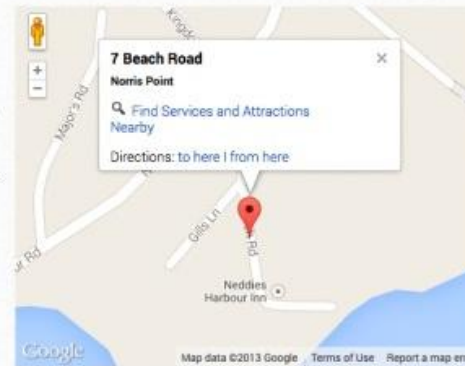 7 Beach Road
×
Norris Point
Find Services and Attractions
Nearby
Directions: to here | from here
+
−
Major's Rd
Gills Ln
Rd
Neddies
Harbour Inn
Google
Map data ©2013 Google
Terms of Use
Report a map